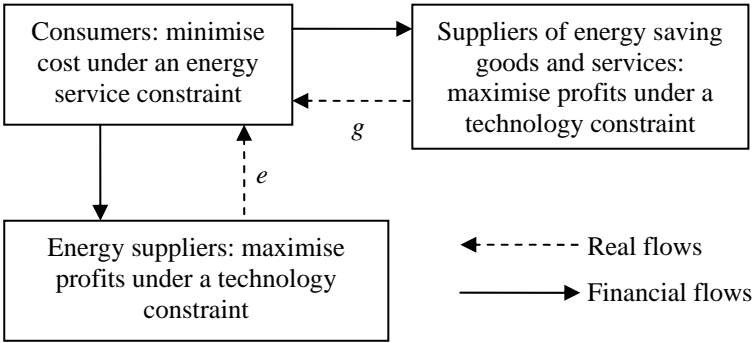 Consumers: minimise
cost under an energy
service constraint
Suppliers of energy saving
goods and services:
maximise profits under a
technology constraint
g
e
Energy suppliers: maximise
profits under a technology
constraint
Real flows
Financial flows